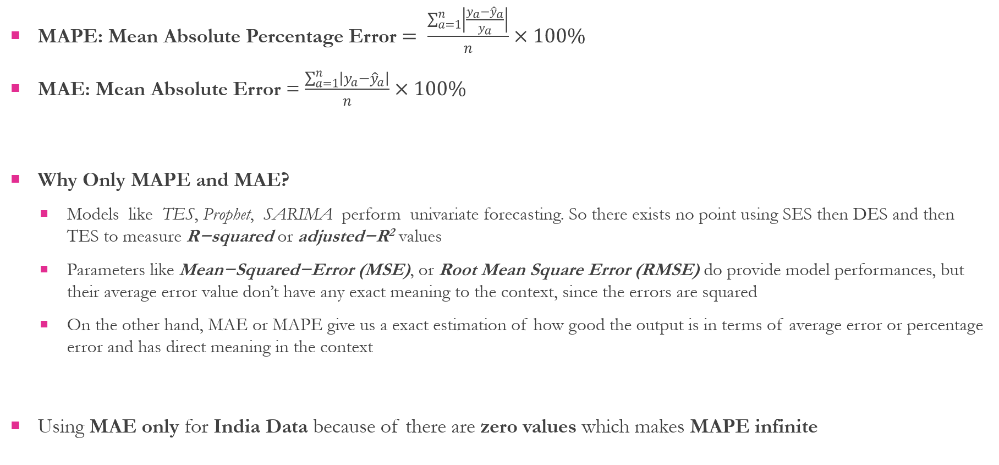 ▪ MAPE: Mean Absolute Percentage Error = \frac{\sum_{a=1}^{n}\left|\frac{y_a-\hat{y}_a}{y_a}\right|}{n} × 100%
▪ MAE: Mean Absolute Error = \frac{\sum_{a=1}^{n}|y_a-\hat{y}_a|}{n} × 100%
▪ Why Only MAPE and MAE?
▪ Models like TES, Prophet, SARIMA perform univariate forecasting. So there exists no point using SES then DES and then
TES to measure R−squared or adjusted−R² values
▪ Parameters like Mean−Squared−Error (MSE), or Root Mean Square Error (RMSE) do provide model performances, but
their average error value don’t have any exact meaning to the context, since the errors are squared
▪ On the other hand, MAE or MAPE give us a exact estimation of how good the output is in terms of average error or percentage
error and has direct meaning in the context
▪ Using MAE only for India Data because of there are zero values which makes MAPE infinite